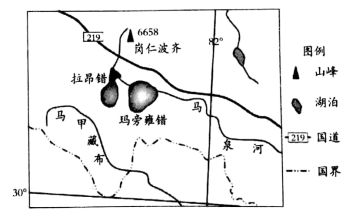 219
6658
岗仁波齐
82°
拉昂错
玛旁雍错
马甲藏布
马泉河
30°
图例
山峰
湖泊
219 国道
国界